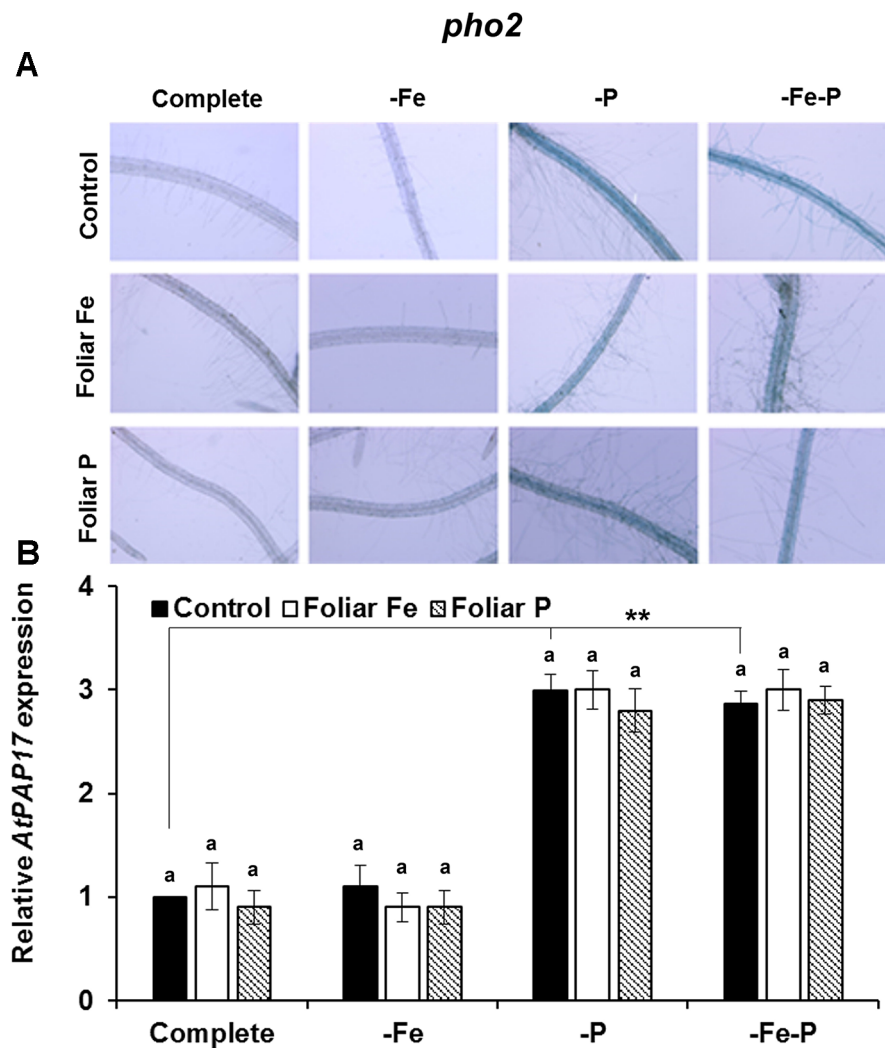 pho2
A
Complete -Fe -P -Fe-P
Control
Foliar Fe
Foliar P
B
Relative AtPAP17 expression
4
3
2
1
0
Control Foliar Fe Foliar P
**
a a a a a a
a a a a a a
Complete -Fe -P -Fe-P